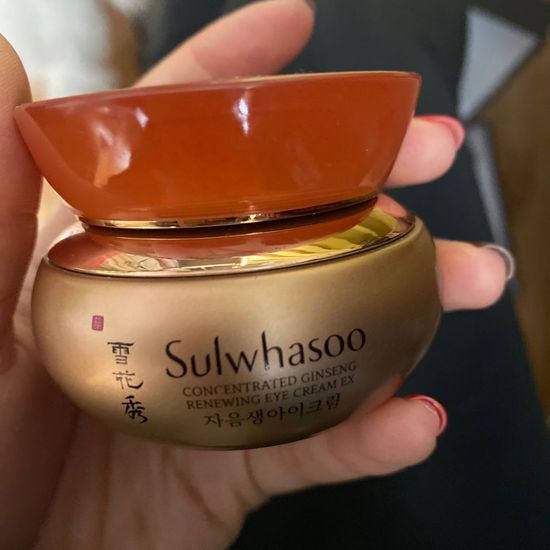 雪花秀
Sulwhasoo
CONCENTRATED GINSENG
RENEWING EYE CREAM EX
자음생아이크림